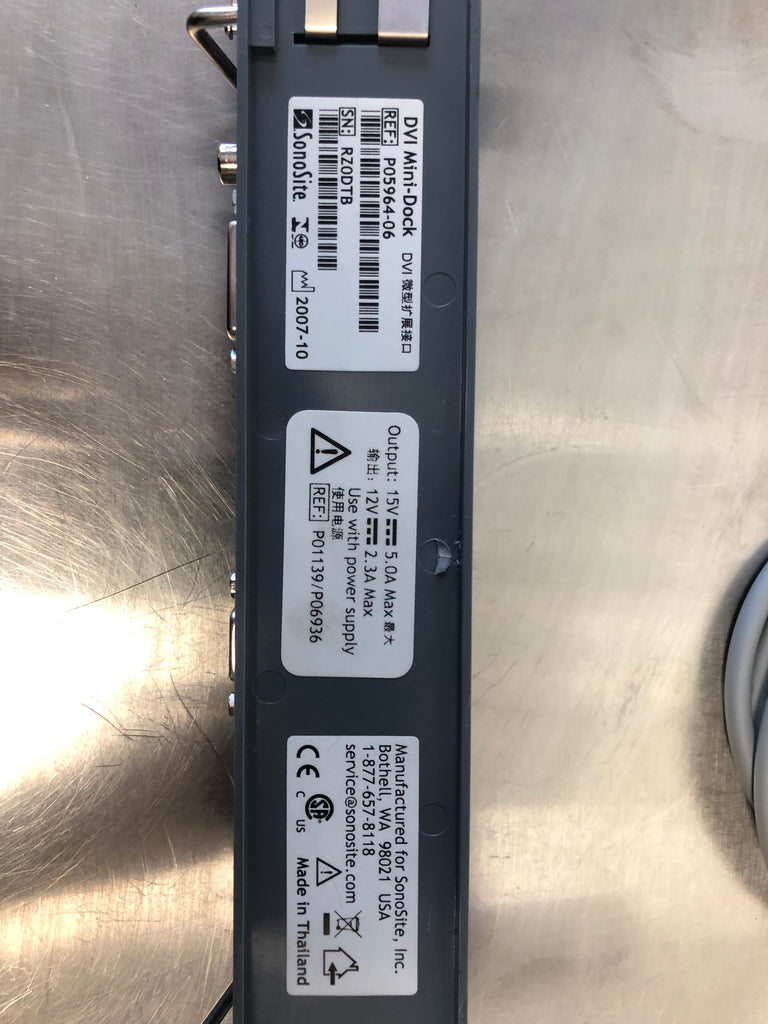 DVI Mini-Dock DVI 微型扩展接口
REF: P05964-06
SN: RZ0DTB
SonoSite. 2007-10
Output: 15V 5.0A Max 最大
输出: 12V 2.3A Max
Use with power supply
使用电源
REF: P01139/P06936
Manufactured for SonoSite, Inc.
Bothell, WA 98021 USA
1-877-657-8118
service@sonosite.com
CE C SA US Made in Thailand